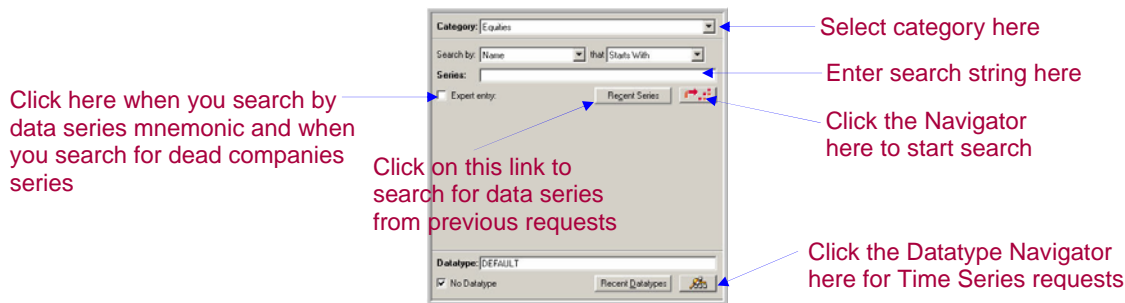 Category: Equities
Select category here
Search by: Name that Starts With
Series:
Enter search string here
Expert entry:
Recent Series
Click here when you search by
data series mnemonic and when
you search for dead companies
series
Click the Navigator
here to start search
Click on this link to
search for data series
from previous requests
Datatype: DEFAULT
No Datatype
Recent Datatypes
Click the Datatype Navigator
here for Time Series requests